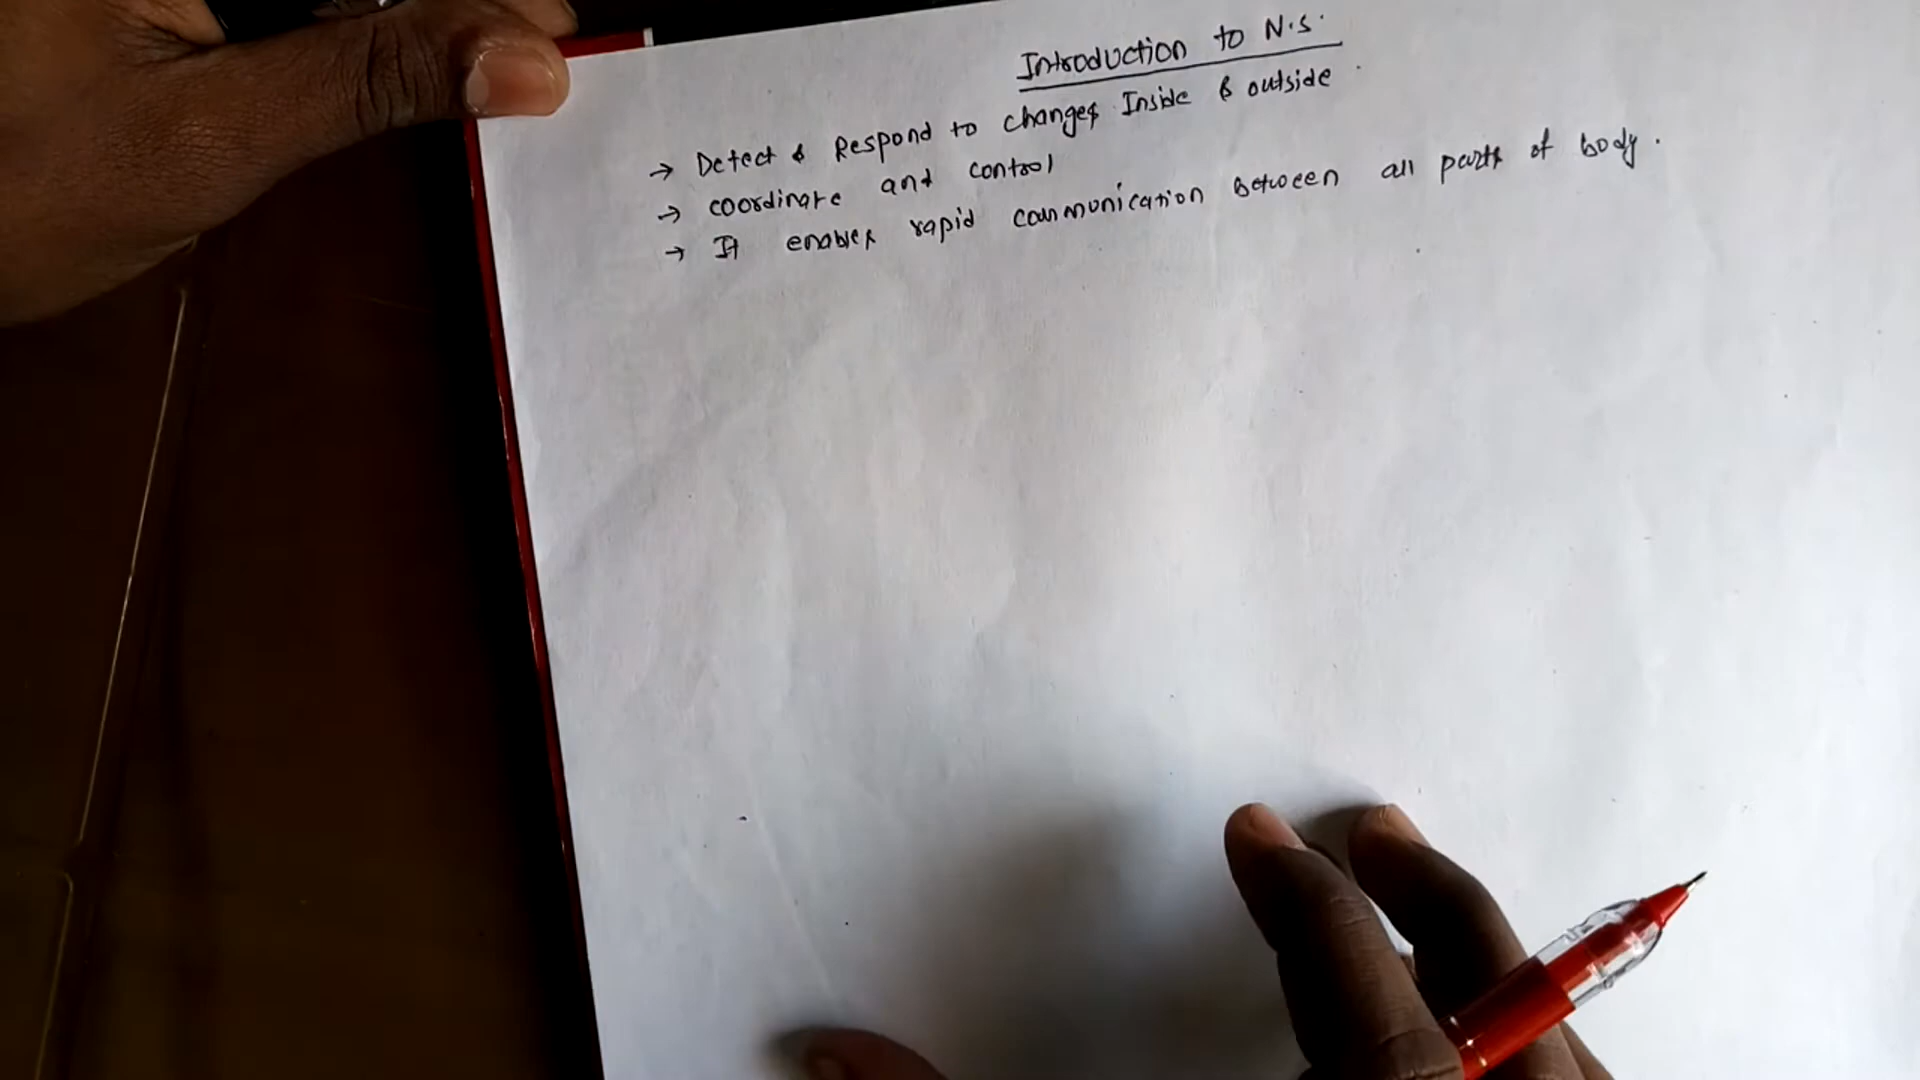 Introduction to N.S.
→ Detect & Respond to changes Inside & outside
→ coordinate and control
→ It enables rapid communication between all parts of body.